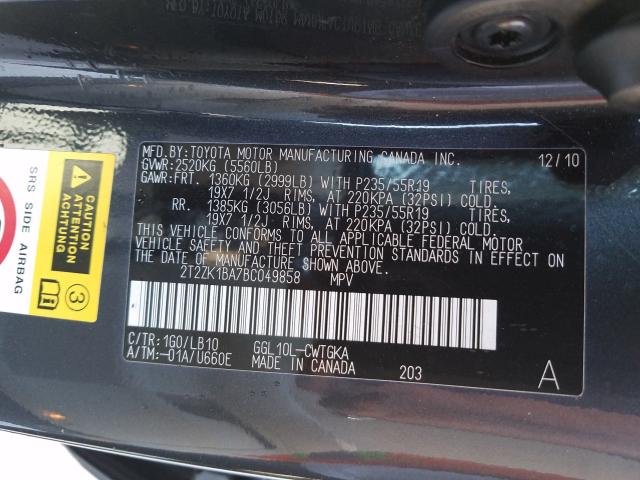 MFD.BY:TOYOTA MOTOR MANUFACTURING CANADA INC. 12/10
GVWR:2520KG (5560LB)
GAWR:FRT. 1360KG (2999LB) WITH P235/55R19 TIRES,
19X7 1/2J RIMS, AT 220KPA (32PSI) COLD.
RR. 1385KG (3056LB) WITH P235/55R19 TIRES,
19X7 1/2J RIMS, AT 220KPA (32PSI) COLD.
THIS VEHICLE CONFORMS TO ALL APPLICABLE FEDERAL MOTOR
VEHICLE SAFETY AND THEFT PREVENTION STANDARDS IN EFFECT ON
THE DATE OF MANUFACTURE SHOWN ABOVE.
2T2ZK1BA7BC049858 MPV
C/TR:1G0/LB10 GGL10L-CWTGKA
A/TM:-01A/U660E MADE IN CANADA 203 A
SRS SIDE AIRBAG
CAUTION
ATTENTION
ACHTUNG
3